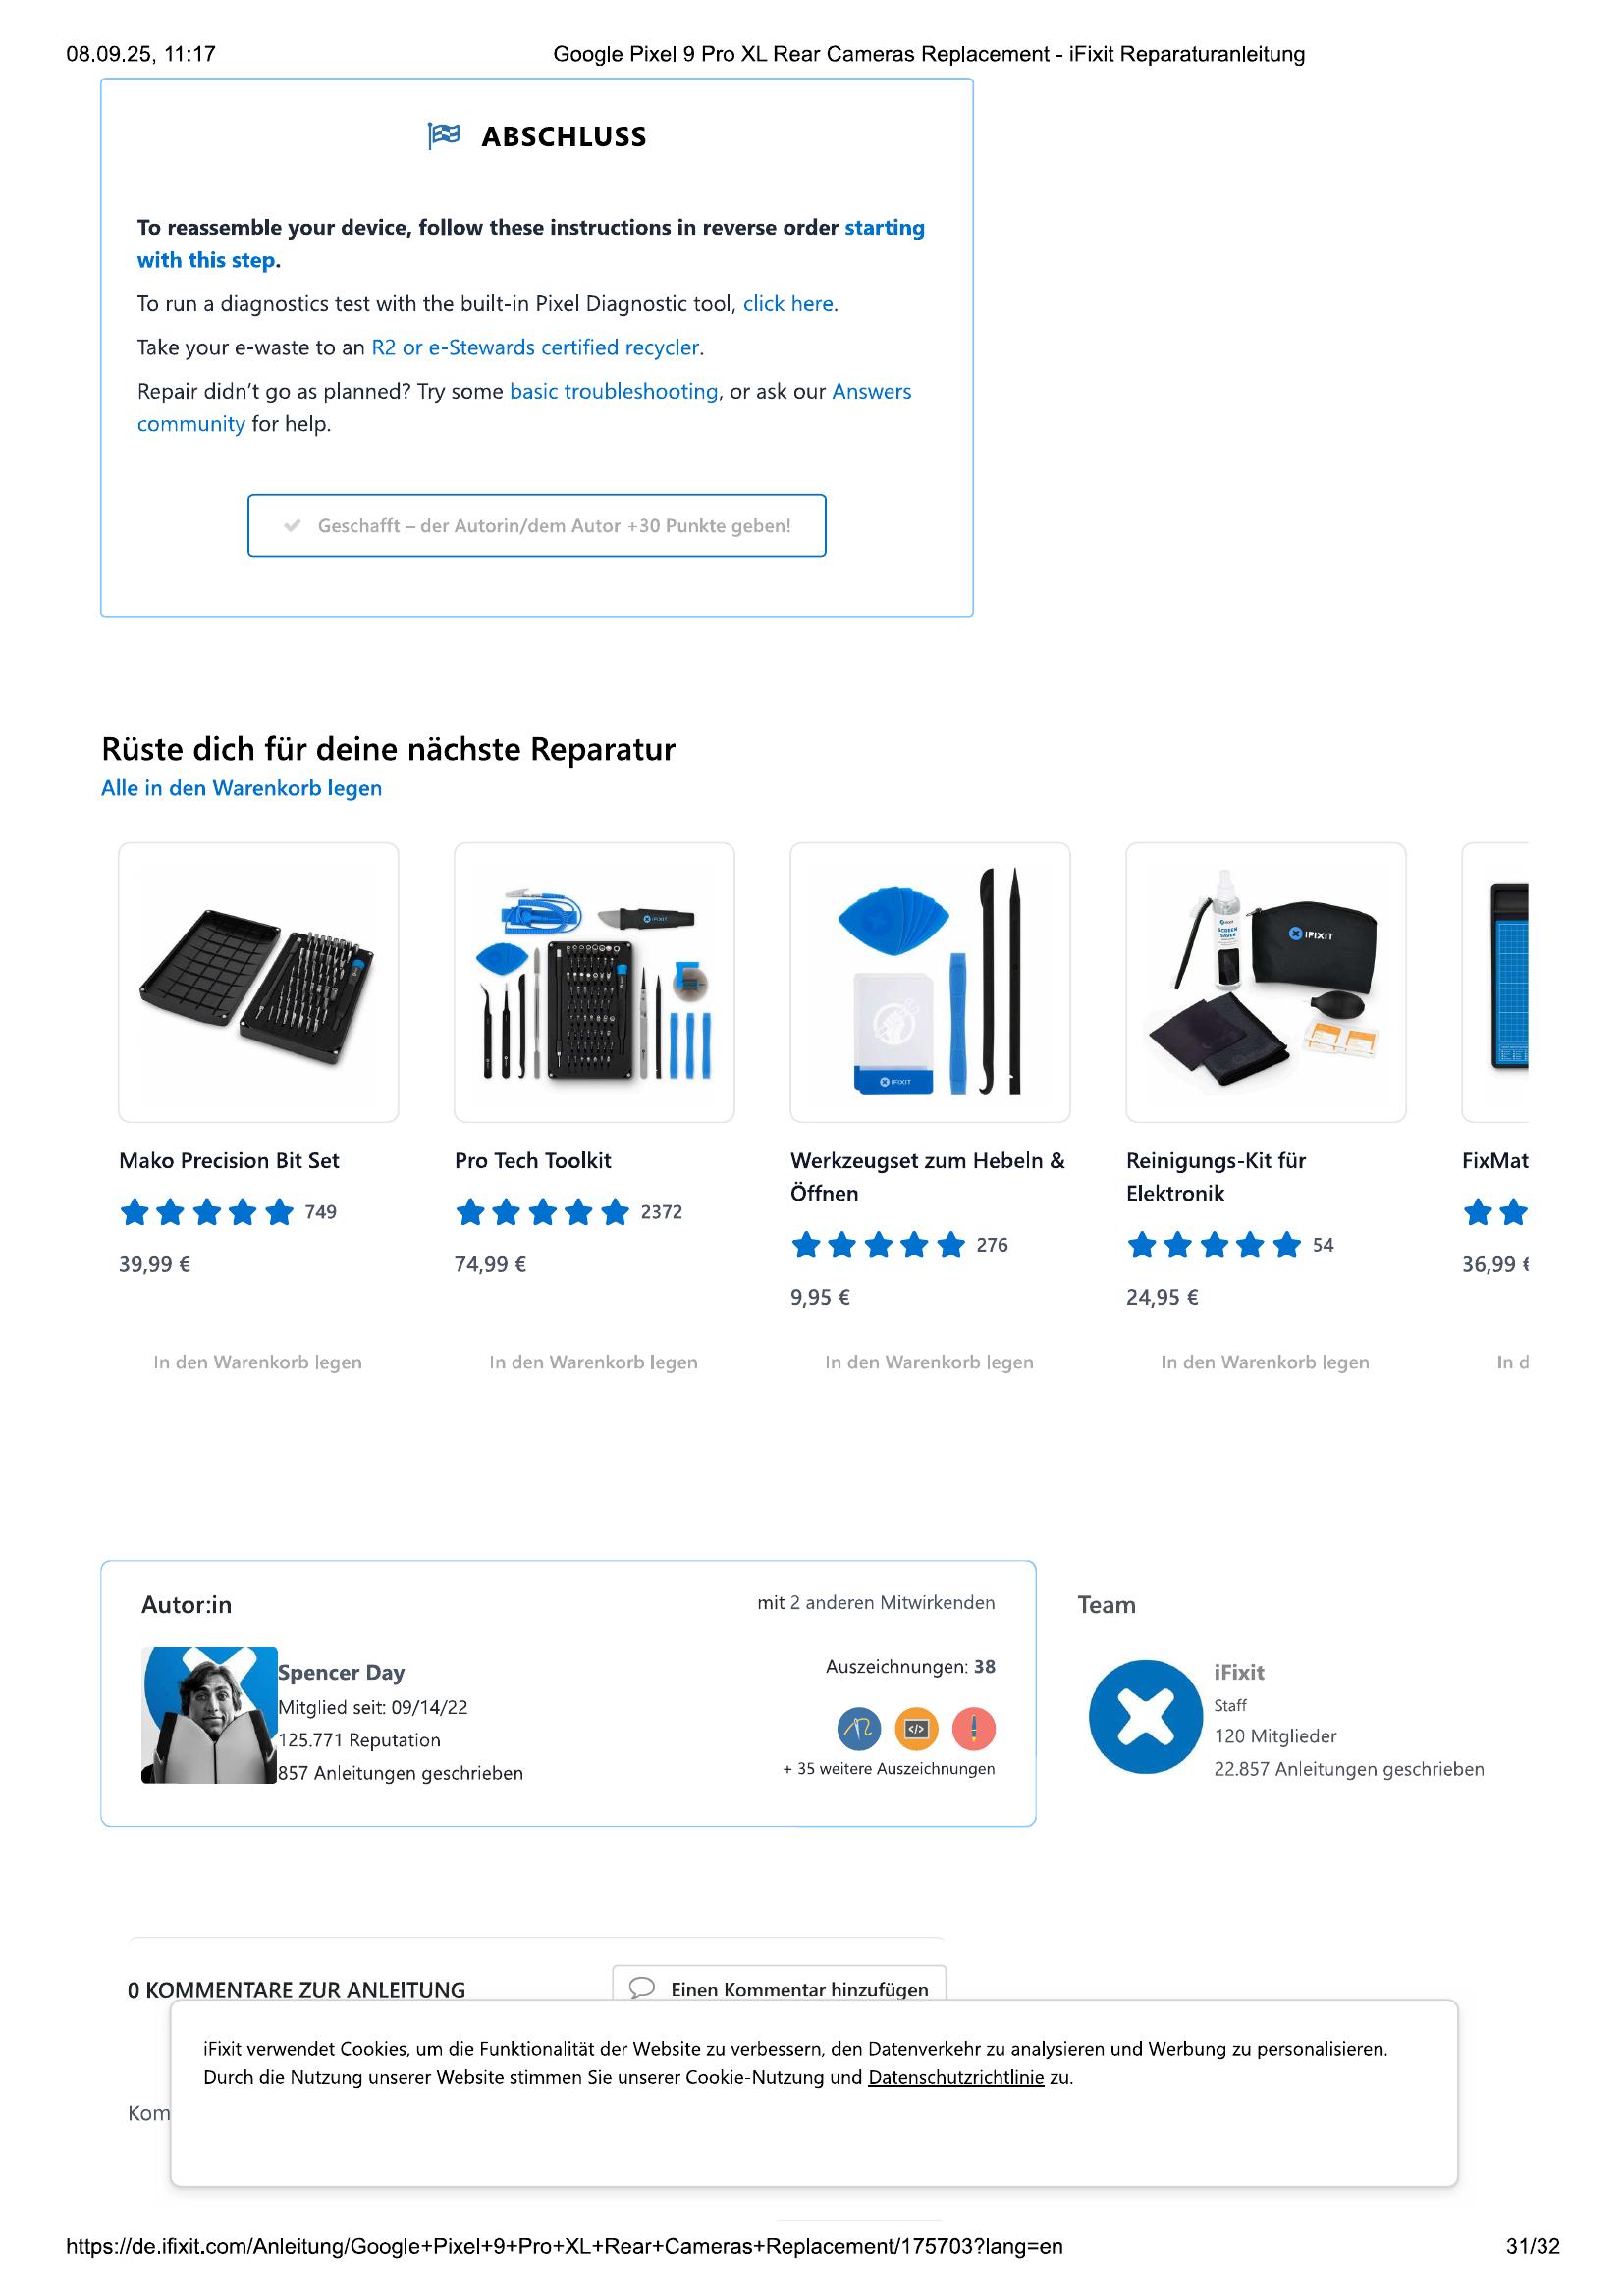 08.09.25, 11:17
Google Pixel 9 Pro XL Rear Cameras Replacement - iFixit Reparaturanleitung
ABSCHLUSS
To reassemble your device, follow these instructions in reverse order starting
with this step.
To run a diagnostics test with the built-in Pixel Diagnostic tool, click here.
Take your e-waste to an R2 or e-Stewards certified recycler.
Repair didn’t go as planned? Try some basic troubleshooting, or ask our Answers
community for help.
Geschafft – der Autorin/dem Autor +30 Punkte geben!
Rüste dich für deine nächste Reparatur
Alle in den Warenkorb legen
IFIXIT
IFIXIT
IFIXIT
Mako Precision Bit Set
749
39,99 €
In den Warenkorb legen
Pro Tech Toolkit
2372
74,99 €
In den Warenkorb legen
Werkzeugset zum Hebeln &
Öffnen
276
9,95 €
In den Warenkorb legen
Reinigungs-Kit für
Elektronik
54
24,95 €
In den Warenkorb legen
FixMat
36,99 €
In d
Autor:in
mit 2 anderen Mitwirkenden
Spencer Day
Mitglied seit: 09/14/22
125.771 Reputation
857 Anleitungen geschrieben
Auszeichnungen: 38
+ 35 weitere Auszeichnungen
Team
iFixit
Staff
120 Mitglieder
22.857 Anleitungen geschrieben
0 KOMMENTARE ZUR ANLEITUNG
Einen Kommentar hinzufügen
iFixit verwendet Cookies, um die Funktionalität der Website zu verbessern, den Datenverkehr zu analysieren und Werbung zu personalisieren.
Durch die Nutzung unserer Website stimmen Sie unserer Cookie-Nutzung und Datenschutzrichtlinie zu.
Kom
https://de.ifixit.com/Anleitung/Google+Pixel+9+Pro+XL+Rear+Cameras+Replacement/175703?lang=en
31/32